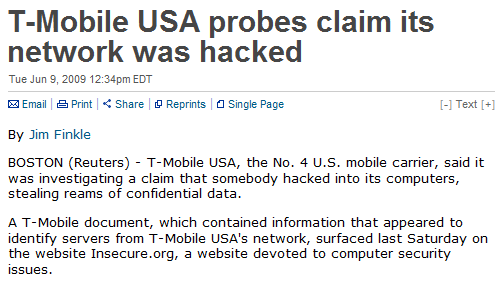 T-Mobile USA probes claim its
network was hacked
Tue Jun 9, 2009 12:34pm EDT
Email | Print | Share | Reprints | Single Page [-] Text [+]
By Jim Finkle
BOSTON (Reuters) - T-Mobile USA, the No. 4 U.S. mobile carrier, said it
was investigating a claim that somebody hacked into its computers,
stealing reams of confidential data.
A T-Mobile document, which contained information that appeared to
identify servers from T-Mobile USA's network, surfaced last Saturday on
the website Insecure.org, a website devoted to computer security
issues.